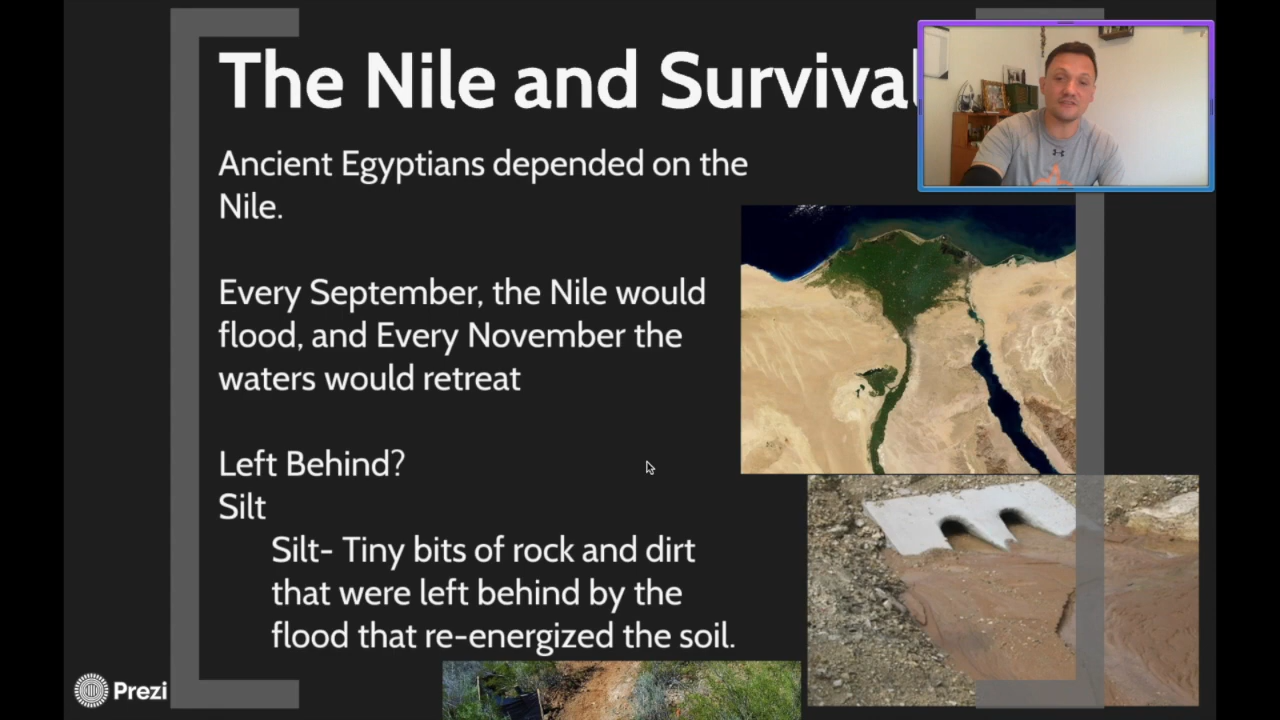 The Nile and Survival
Ancient Egyptians depended on the
Nile.
Every September, the Nile would
flood, and Every November the
waters would retreat
Left Behind?
Silt
Silt- Tiny bits of rock and dirt
that were left behind by the
flood that re-energized the soil.
Prezi